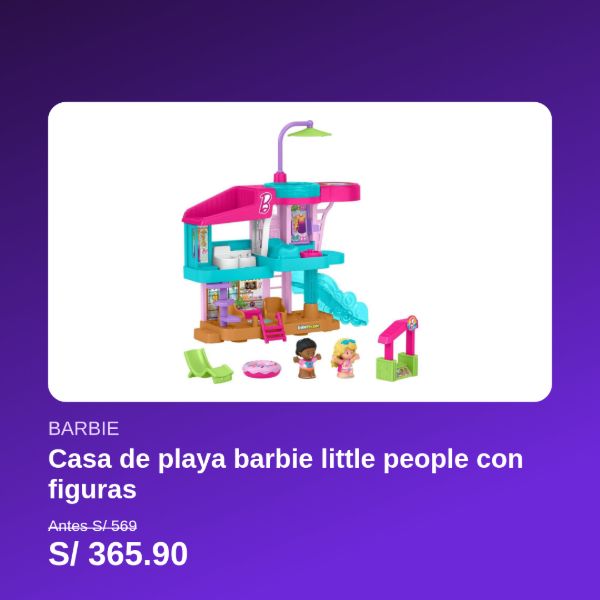 B
BARBIE
Casa de playa barbie little people con
figuras
Antes S/ 569
S/ 365.90